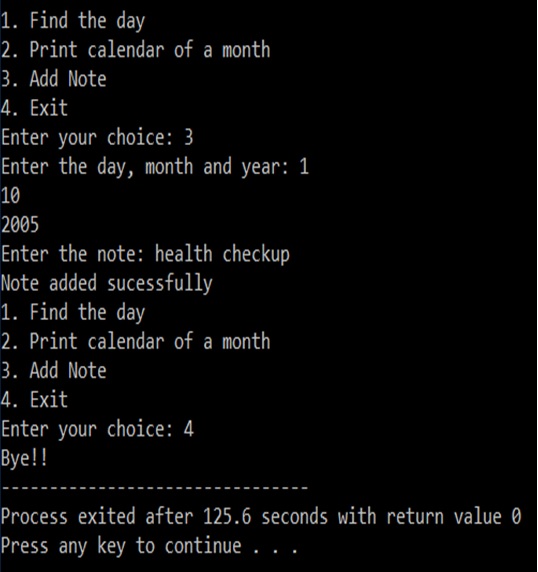 1. Find the day
2. Print calendar of a month
3. Add Note
4. Exit
Enter your choice: 3
Enter the day, month and year: 1
10
2005
Enter the note: health checkup
Note added sucessfully
1. Find the day
2. Print calendar of a month
3. Add Note
4. Exit
Enter your choice: 4
Bye!!
--------------------------------
Process exited after 125.6 seconds with return value 0
Press any key to continue . . .